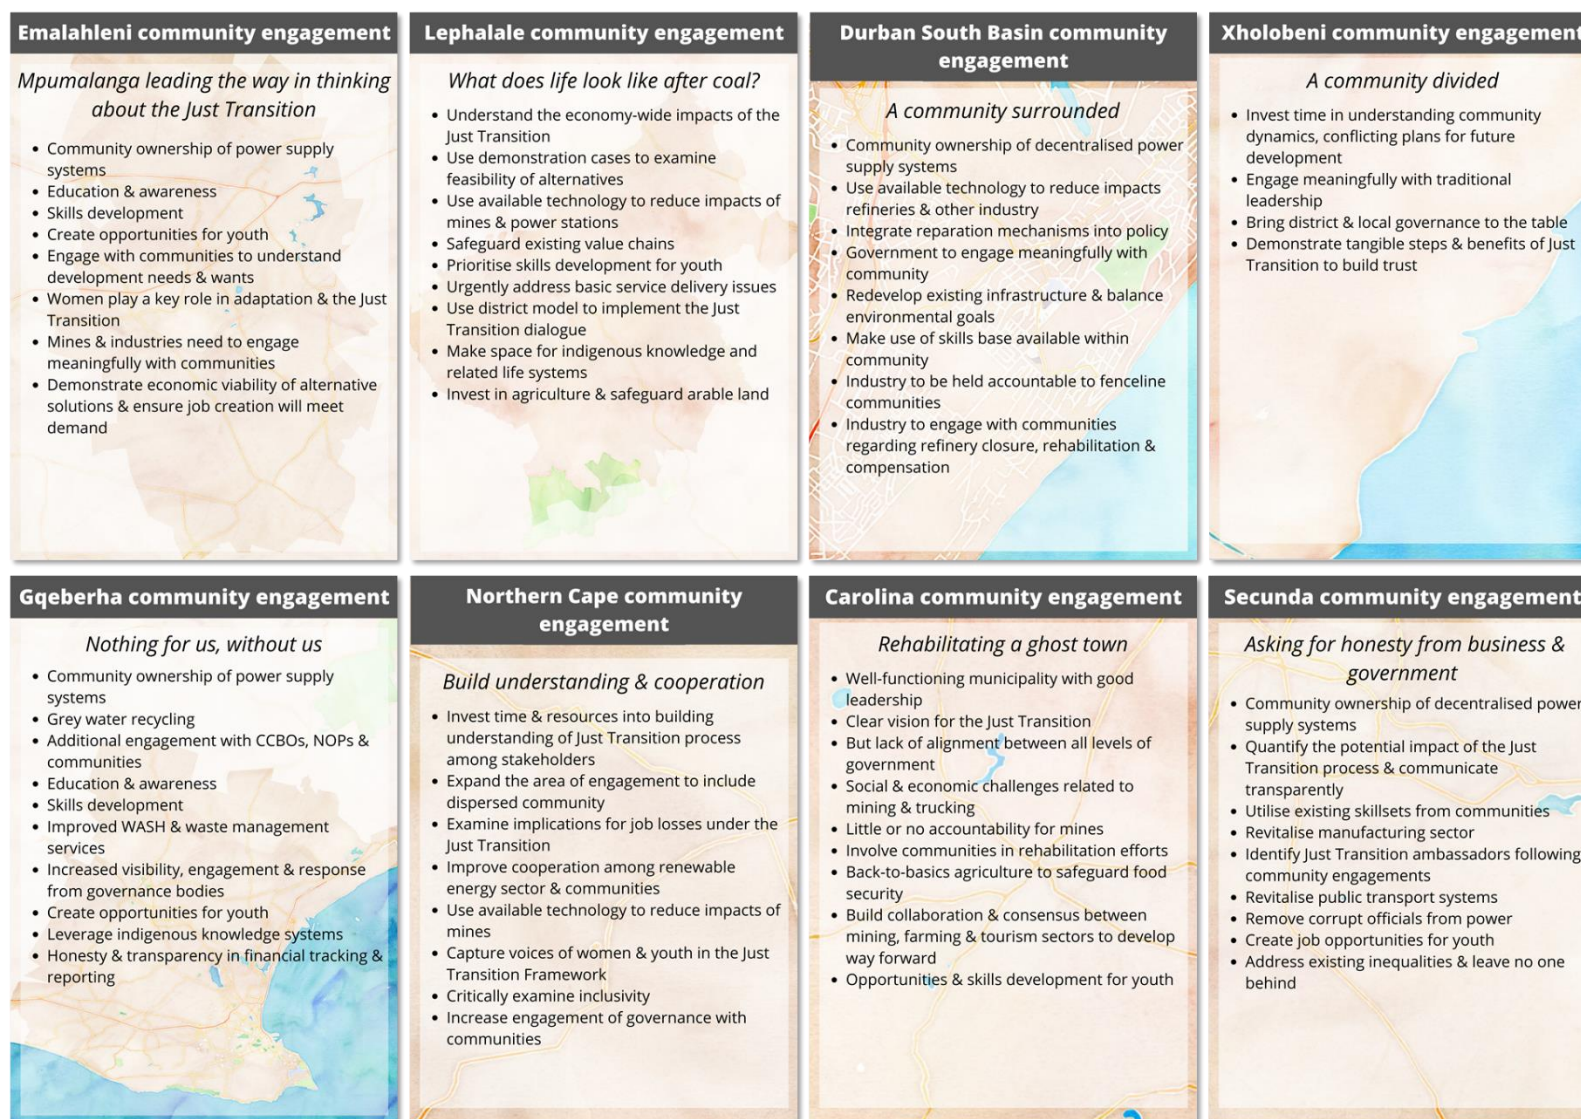 Emalahleni community engagement
Mpumalanga leading the way in thinking
about the Just Transition
• Community ownership of power supply
systems
• Education & awareness
• Skills development
• Create opportunities for youth
• Engage with communities to understand
development needs & wants
• Women play a key role in adaptation & the Just
Transition
• Mines & industries need to engage
meaningfully with communities
• Demonstrate economic viability of alternative
solutions & ensure job creation will meet
demand
Lephalale community engagement
What does life look like after coal?
• Understand the economy-wide impacts of the
Just Transition
• Use demonstration cases to examine
feasibility of alternatives
• Use available technology to reduce impacts of
mines & power stations
• Safeguard existing value chains
• Prioritise skills development for youth
• Urgently address basic service delivery issues
• Use district model to implement the Just
Transition dialogue
• Make space for indigenous knowledge and
related life systems
• Invest in agriculture & safeguard arable land
Durban South Basin community
engagement
A community surrounded
• Community ownership of decentralised power
supply systems
• Use available technology to reduce impacts
refineries & other industry
• Integrate reparation mechanisms into policy
• Government to engage meaningfully with
community
• Redevelop existing infrastructure & balance
environmental goals
• Make use of skills base available within
community
• Industry to be held accountable to fenceline
communities
• Industry to engage with communities
regarding refinery closure, rehabilitation &
compensation
Xholobeni community engagement
A community divided
• Invest time in understanding community
dynamics, conflicting plans for future
development
• Engage meaningfully with traditional
leadership
• Bring district & local governance to the table
• Demonstrate tangible steps & benefits of Just
Transition to build trust
Gqeberha community engagement
Nothing for us, without us
• Community ownership of power supply
systems
• Grey water recycling
• Additional engagement with CCBOs, NOPs &
communities
• Education & awareness
• Skills development
• Improved WASH & waste management
services
• Increased visibility, engagement & response
from governance bodies
• Create opportunities for youth
• Leverage indigenous knowledge systems
• Honesty & transparency in financial tracking &
reporting
Northern Cape community
engagement
Build understanding & cooperation
• Invest time & resources into building
understanding of Just Transition process
among stakeholders
• Expand the area of engagement to include
dispersed community
• Examine implications for job losses under the
Just Transition
• Improve cooperation among renewable
energy sector & communities
• Use available technology to reduce impacts of
mines
• Capture voices of women & youth in the Just
Transition Framework
• Critically examine inclusivity
• Increase engagement of governance with
communities
Carolina community engagement
Rehabilitating a ghost town
• Well-functioning municipality with good
leadership
• Clear vision for the Just Transition
• But lack of alignment between all levels of
government
• Social & economic challenges related to
mining & trucking
• Little or no accountability for mines
• Involve communities in rehabilitation efforts
• Back-to-basics agriculture to safeguard food
security
• Build collaboration & consensus between
mining, farming & tourism sectors to develop
way forward
• Opportunities & skills development for youth
Secunda community engagement
Asking for honesty from business &
government
• Community ownership of decentralised power
supply systems
• Quantify the potential impact of the Just
Transition process & communicate
transparently
• Utilise existing skillsets from communities
• Revitalise manufacturing sector
• Identify Just Transition ambassadors following
community engagements
• Revitalise public transport systems
• Remove corrupt officials from power
• Create job opportunities for youth
• Address existing inequalities & leave no one
behind